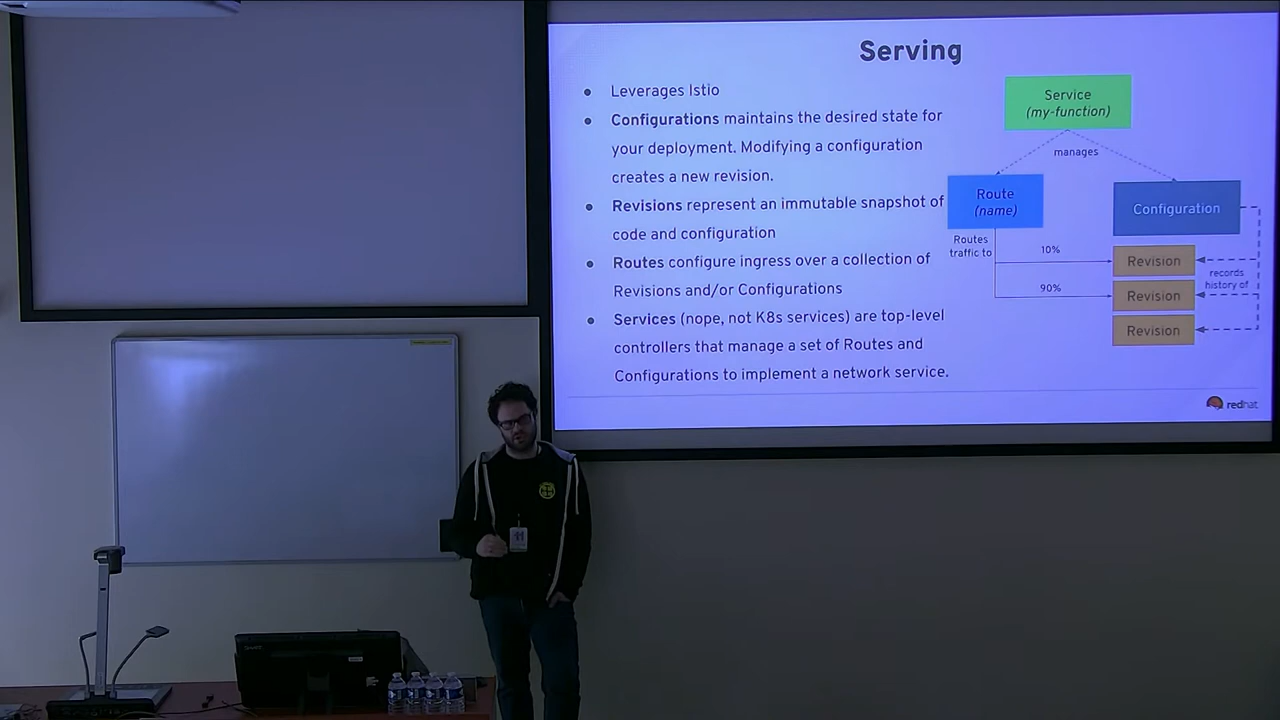 Serving
Leverages Istio
Configurations maintains the desired state for
your deployment. Modifying a configuration
creates a new revision.
Revisions represent an immutable snapshot of
code and configuration
Routes configure ingress over a collection of
Revisions and/or Configurations
Services (nope, not K8s services) are top-level
controllers that manage a set of Routes and
Configurations to implement a network service.
Service
(my-function)
manages
Route
(name)
Configuration
Routes
traffic to
10%
90%
Revision
Revision
Revision
records
history of
redhat